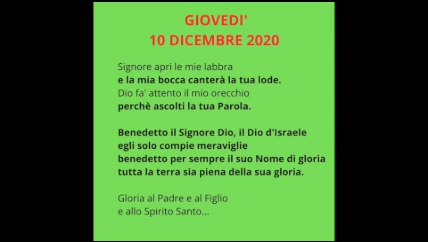 GIOVEDI'
10 DICEMBRE 2020
Signore apri le mie labbra
e la mia bocca canterà la tua lode.
Dio fa' attento il mio orecchio
perchè ascolti la tua Parola.
Benedetto il Signore Dio, il Dio d'Israele
egli solo compie meraviglie
benedetto per sempre il suo Nome di gloria
tutta la terra sia piena della sua gloria.
Gloria al Padre e al Figlio
e allo Spirito Santo...